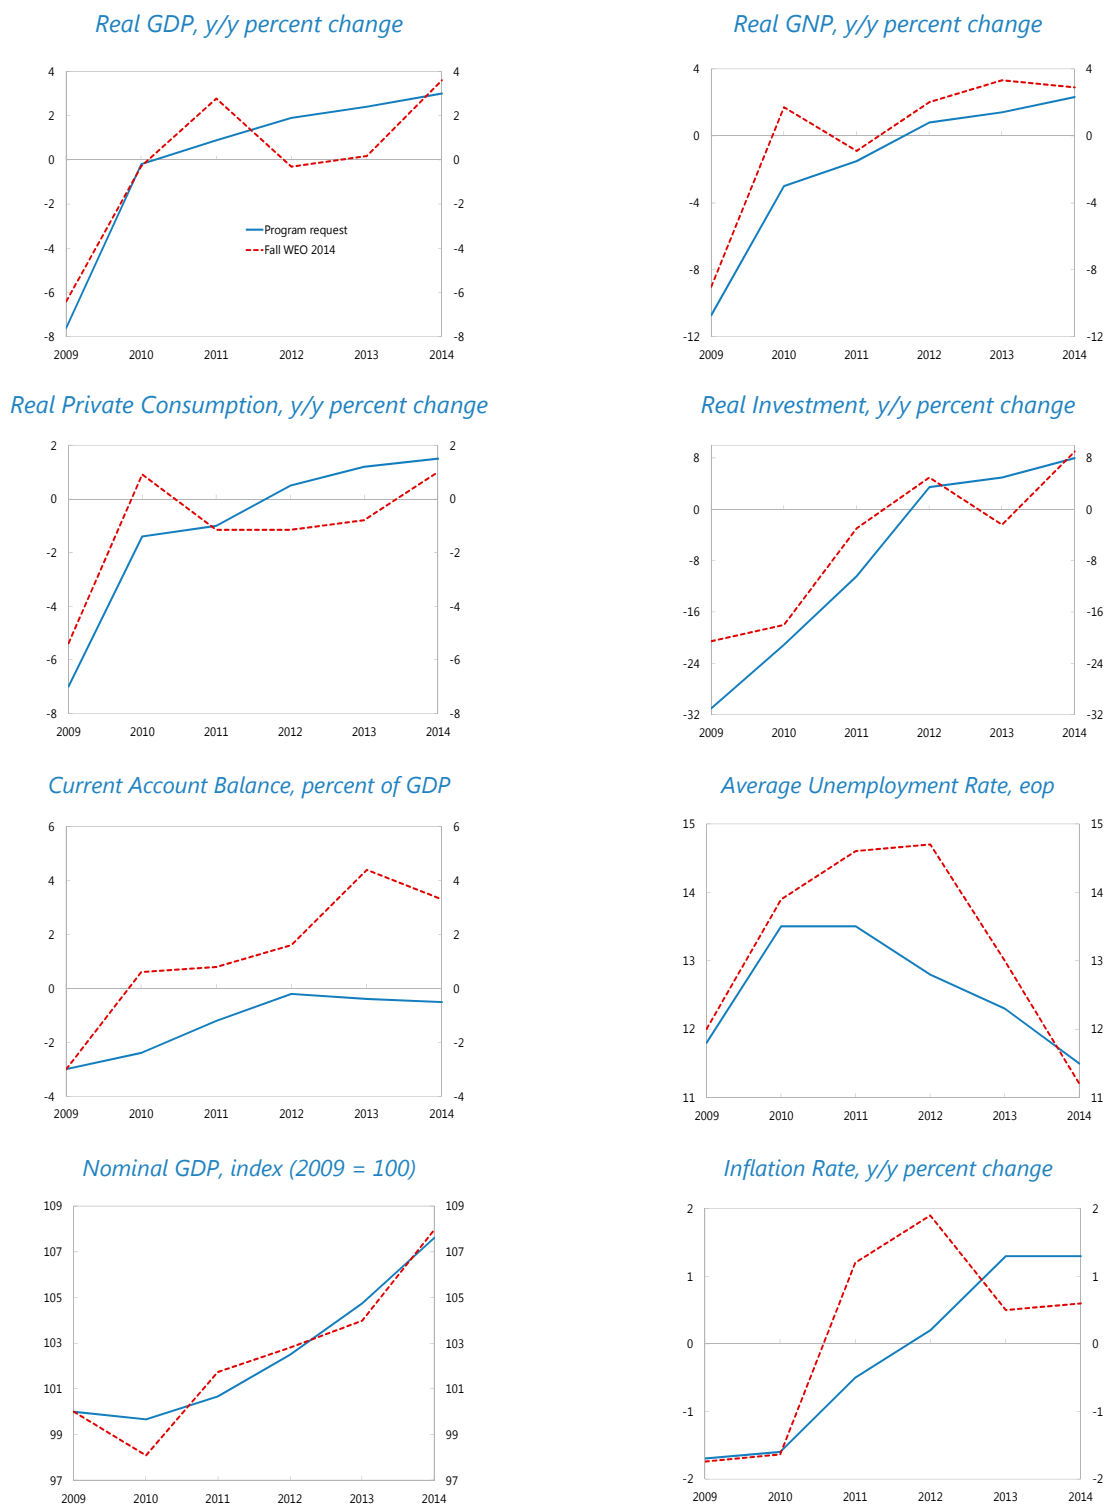 Real GDP, y/y percent change
4 4
2 2
0 0
-2 -2
-4 -4
-6 -6
-8 -8
Program request
Fall WEO 2014
2009 2010 2011 2012 2013 2014
Real GNP, y/y percent change
4 4
0 0
-4 -4
-8 -8
-12 -12
2009 2010 2011 2012 2013 2014
Real Private Consumption, y/y percent change
2 2
0 0
-2 -2
-4 -4
-6 -6
-8 -8
2009 2010 2011 2012 2013 2014
Real Investment, y/y percent change
8 8
0 0
-8 -8
-16 -16
-24 -24
-32 -32
2009 2010 2011 2012 2013 2014
Current Account Balance, percent of GDP
6 6
4 4
2 2
0 0
-2 -2
-4 -4
2009 2010 2011 2012 2013 2014
Average Unemployment Rate, eop
15 15
14 14
13 13
12 12
11 11
2009 2010 2011 2012 2013 2014
Nominal GDP, index (2009 = 100)
109 109
107 107
105 105
103 103
101 101
99 99
97 97
2009 2010 2011 2012 2013 2014
Inflation Rate, y/y percent change
2 2
1 1
0 0
-1 -1
-2 -2
2009 2010 2011 2012 2013 2014